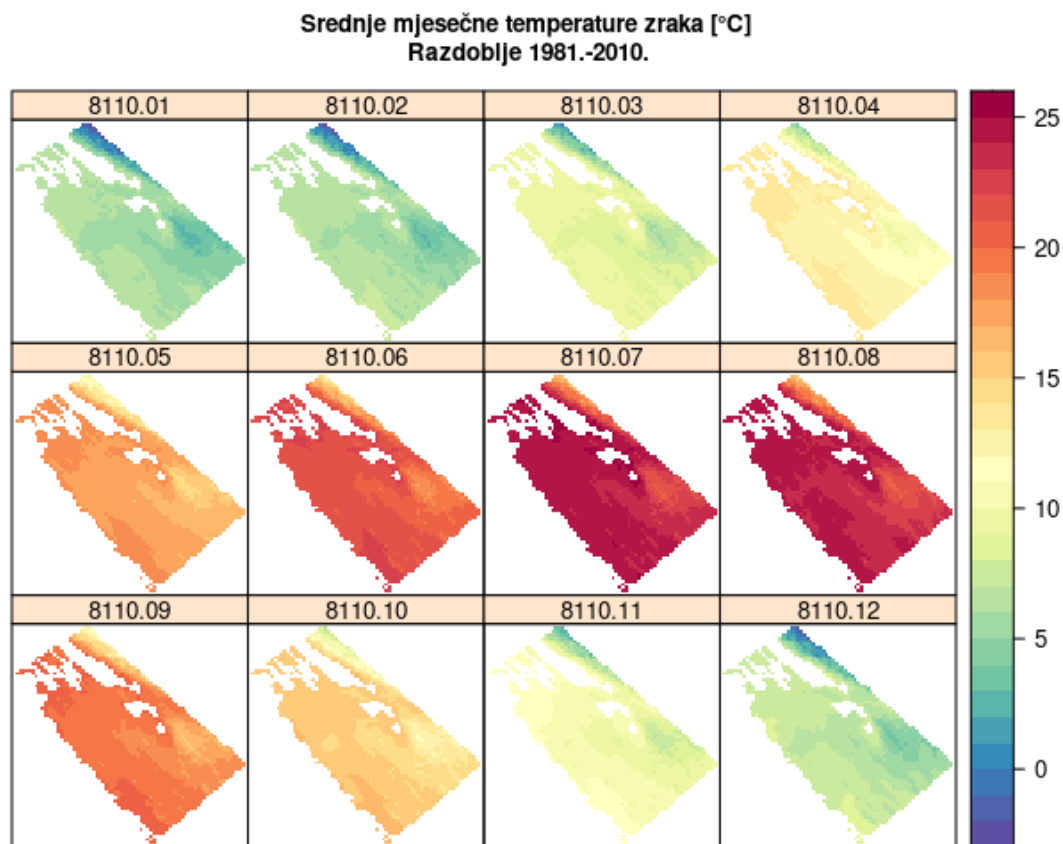 Srednje mjesečne temperature zraka [°C]
Razdoblje 1981.-2010.
8110.01 8110.02 8110.03 8110.04
8110.05 8110.06 8110.07 8110.08
8110.09 8110.10 8110.11 8110.12
25
20
15
10
5
0